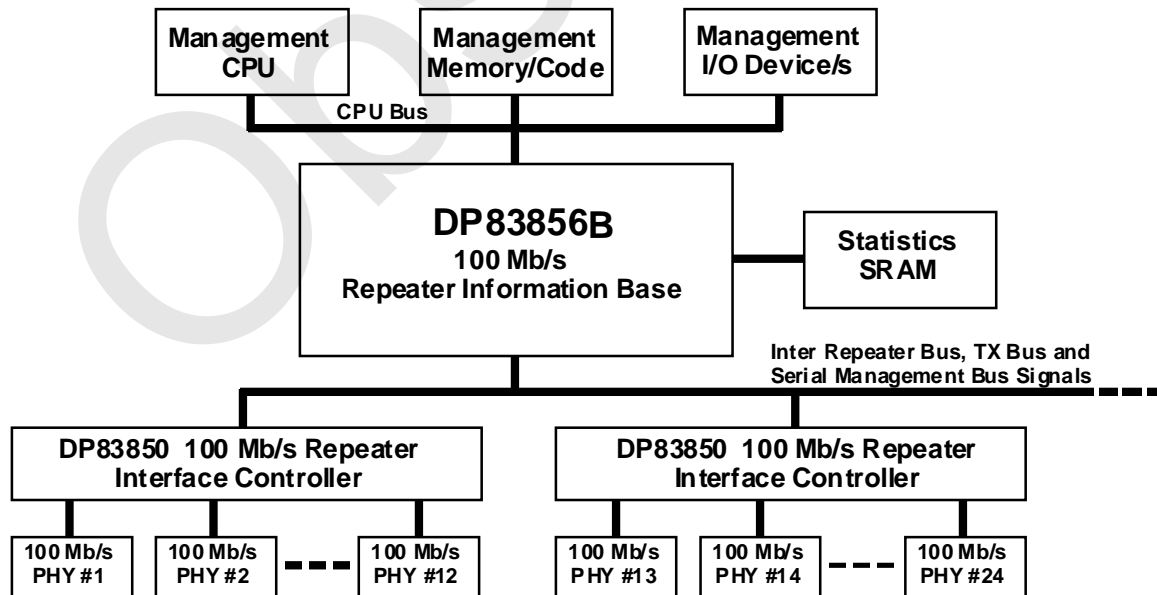 Management
CPU
Management
Memory/Code
Management
I/O Device/s
CPU Bus
DP83856B
100 Mb/s
Repeater Information Base
Statistics
SRAM
Inter Repeater Bus, TX Bus and
Serial Management Bus Signals
DP83850 100 Mb/s Repeater
Interface Controller
DP83850 100 Mb/s Repeater
Interface Controller
100 Mb/s
PHY #1
100 Mb/s
PHY #2
100 Mb/s
PHY #12
100 Mb/s
PHY #13
100 Mb/s
PHY #14
100 Mb/s
PHY #24